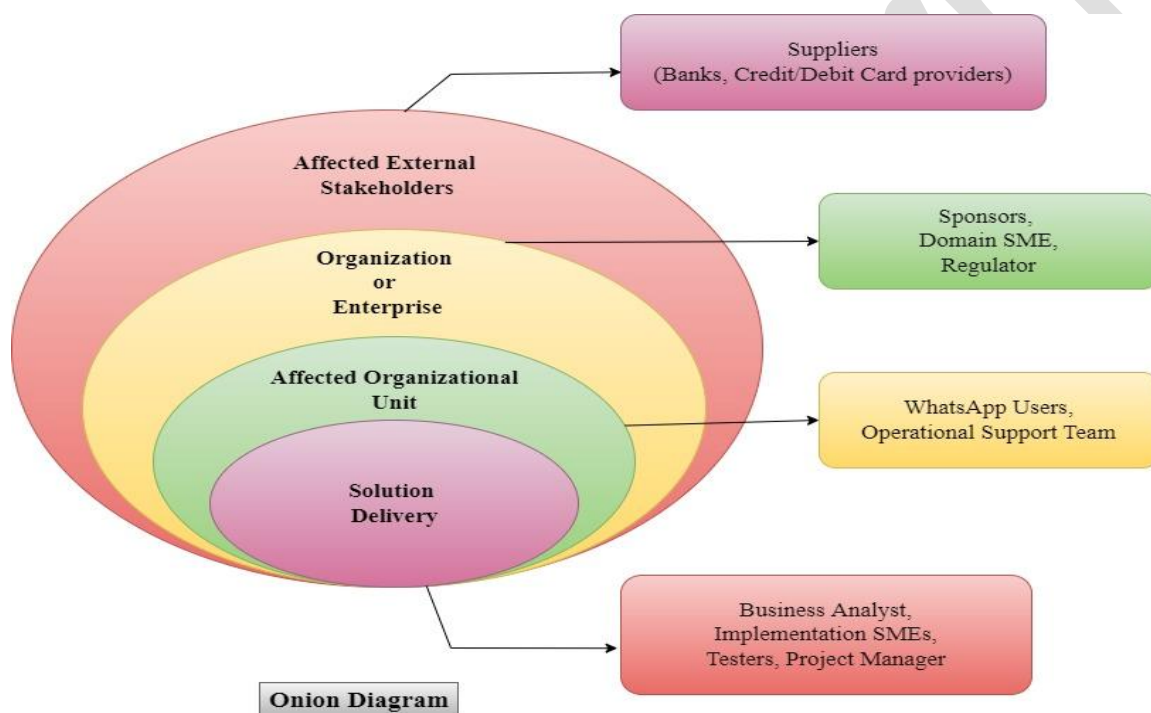 Suppliers
(Banks, Credit/Debit Card providers)
Affected External
Stakeholders
Sponsors,
Domain SME,
Regulator
Organization
or
Enterprise
Affected Organizational
Unit
WhatsApp Users,
Operational Support Team
Solution
Delivery
Business Analyst,
Implementation SMEs,
Testers, Project Manager
Onion Diagram